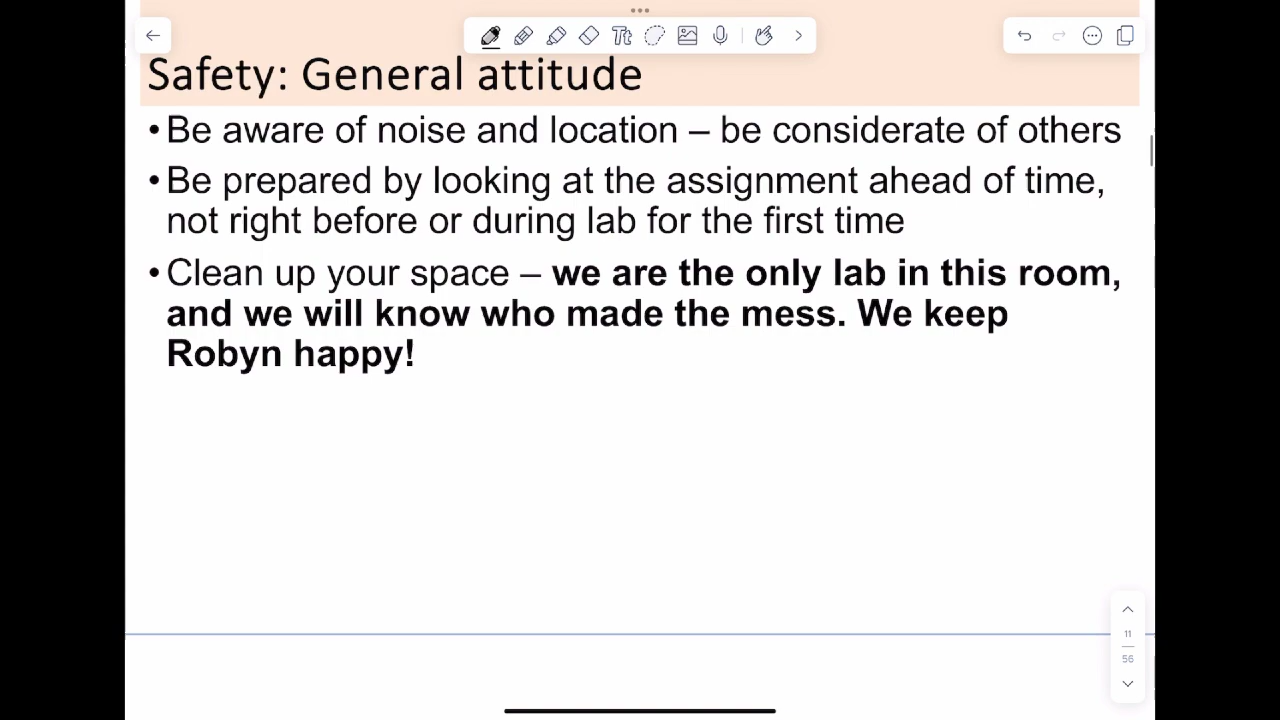 Tt
Safety: General attitude
•Be aware of noise and location – be considerate of others
•Be prepared by looking at the assignment ahead of time,
not right before or during lab for the first time
•Clean up your space – we are the only lab in this room,
and we will know who made the mess. We keep
Robyn happy!
11
56